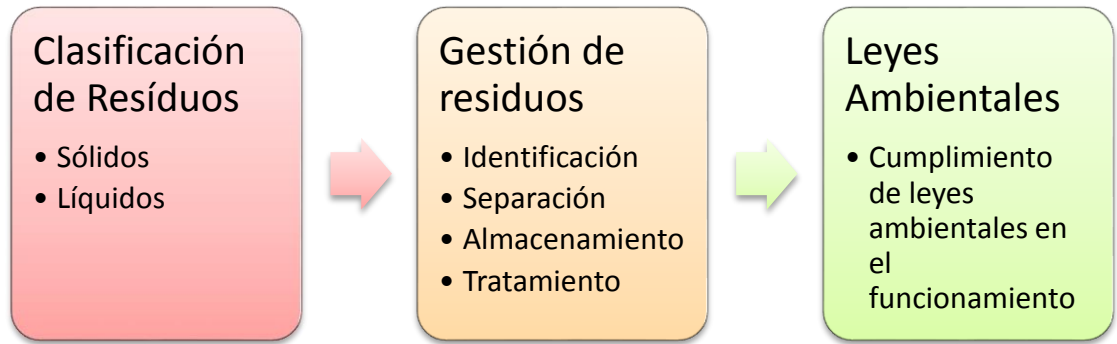 Clasificación
de Resíduos
• Sólidos
• Líquidos
Gestión de
residuos
• Identificación
• Separación
• Almacenamiento
• Tratamiento
Leyes
Ambientales
• Cumplimiento
de leyes
ambientales en
el
funcionamiento